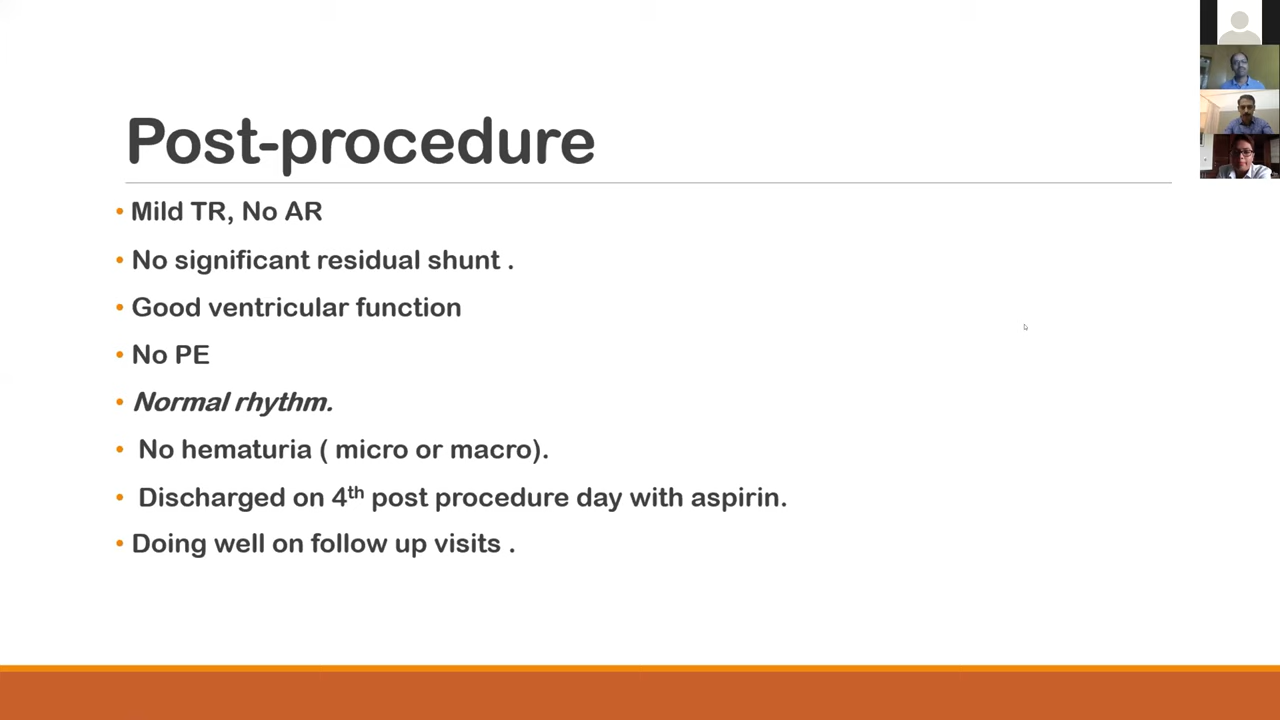 Post-procedure
• Mild TR, No AR
• No significant residual shunt .
• Good ventricular function
• No PE
• Normal rhythm.
• No hematuria ( micro or macro).
• Discharged on 4th post procedure day with aspirin.
• Doing well on follow up visits .